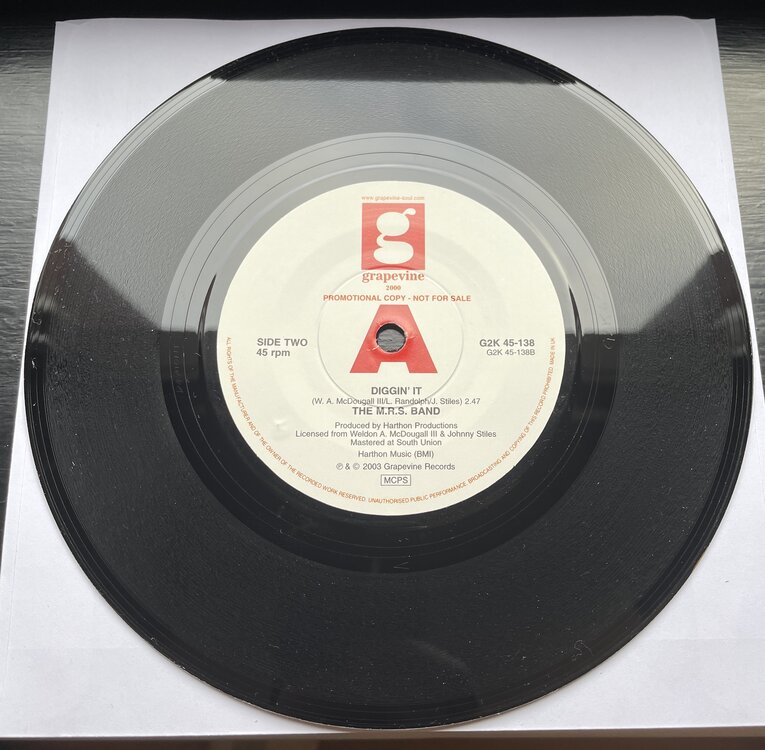 www.grapevine-soul.com
g
grapevine
2000
PROMOTIONAL COPY - NOT FOR SALE
A
SIDE TWO
45 rpm
G2K 45-138
G2K 45-138B
DIGGIN' IT
(W. A. McDougall III/L. Randolph/J. Stiles) 2.47
THE M.R.S. BAND
Produced by Harthon Productions
Licensed from Weldon A. McDougall III & Johnny Stiles
Mastered at South Union
Harthon Music (BMI)
℗ & © 2003 Grapevine Records
MCPS
ALL RIGHTS OF THE MANUFACTURER AND OF THE OWNER OF THE RECORDED WORK RESERVED. UNAUTHORISED PUBLIC PERFORMANCE BROADCASTING AND COPYING OF THIS RECORD PROHIBITED. MADE IN UK